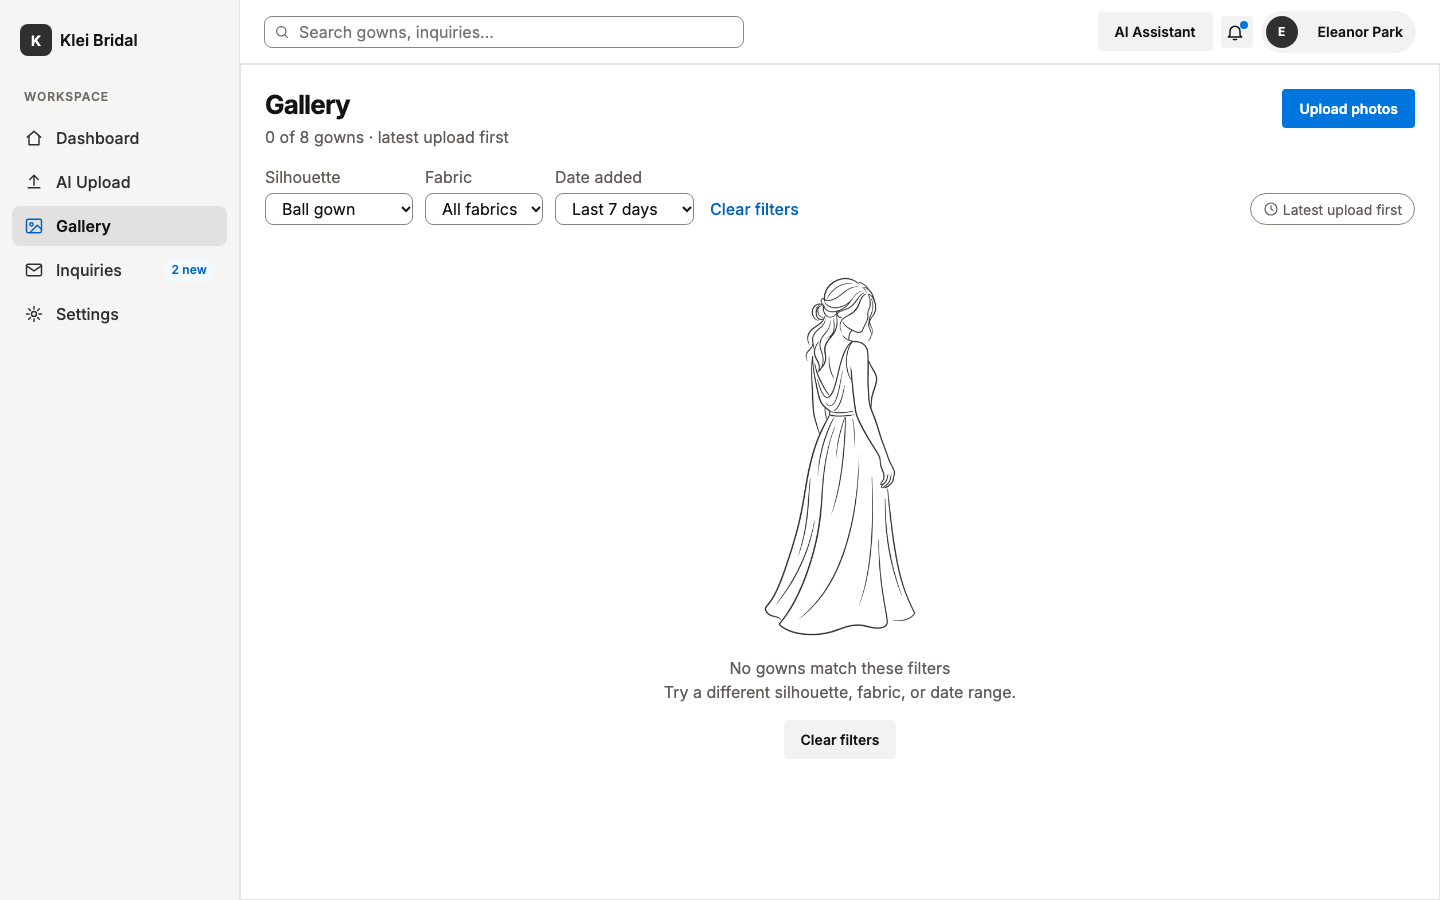 K
Klei Bridal
WORKSPACE
Dashboard
AI Upload
Gallery
Inquiries
2 new
Settings
Search gowns, inquiries...
AI Assistant
E
Eleanor Park
Gallery
0 of 8 gowns · latest upload first
Upload photos
Silhouette
Fabric
Date added
Ball gown
All fabrics
Last 7 days
Clear filters
Latest upload first
No gowns match these filters
Try a different silhouette, fabric, or date range.
Clear filters